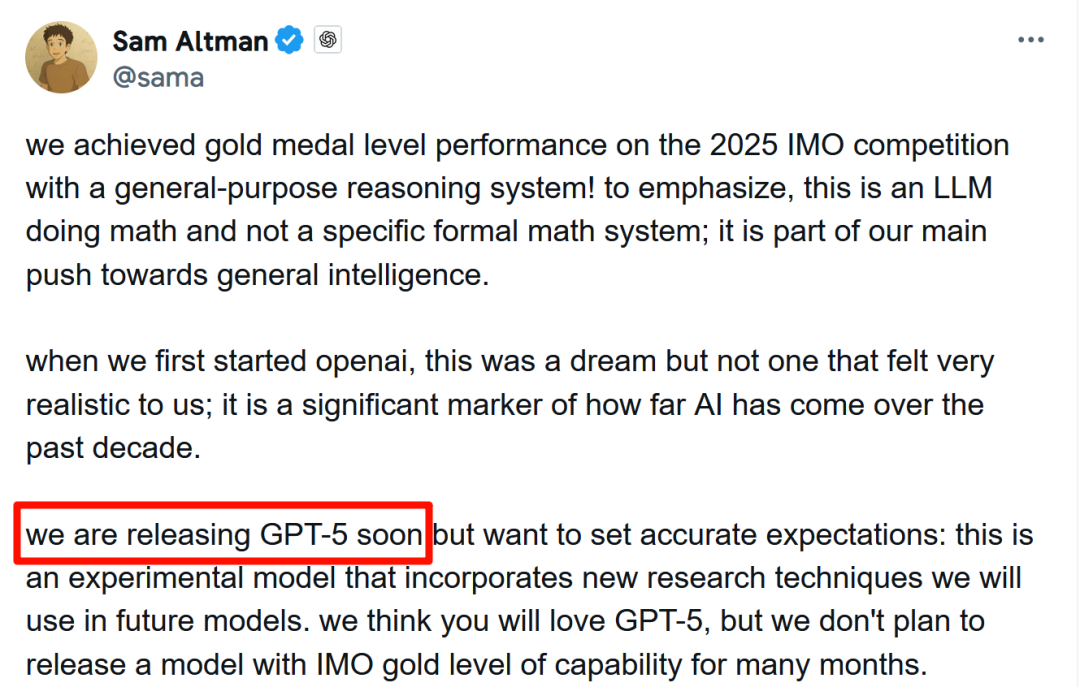 Sam Altman
@sama
we achieved gold medal level performance on the 2025 IMO competition
with a general-purpose reasoning system! to emphasize, this is an LLM
doing math and not a specific formal math system; it is part of our main
push towards general intelligence.
when we first started openai, this was a dream but not one that felt very
realistic to us; it is a significant marker of how far AI has come over the
past decade.
we are releasing GPT-5 soon but want to set accurate expectations: this is
an experimental model that incorporates new research techniques we will
use in future models. we think you will love GPT-5, but we don't plan to
release a model with IMO gold level of capability for many months.